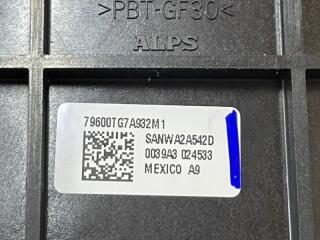 >PBT-GF30<
ALPS
79600TG7A932M1
SANWA2A542D
0039A3 024533
MEXICO A9